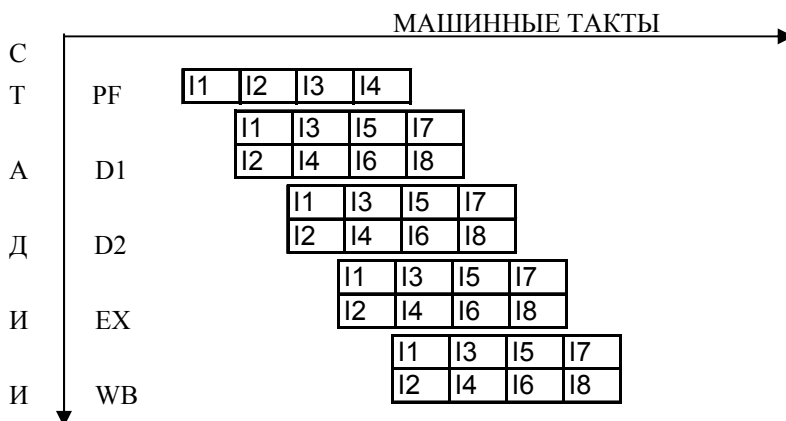 МАШИННЫЕ ТАКТЫ
С
Т PF I1 I2 I3 I4
I1 I3 I5 I7
А D1 I2 I4 I6 I8
I1 I3 I5 I7
Д D2 I2 I4 I6 I8
I1 I3 I5 I7
И EX I2 I4 I6 I8
I1 I3 I5 I7
И WB I2 I4 I6 I8